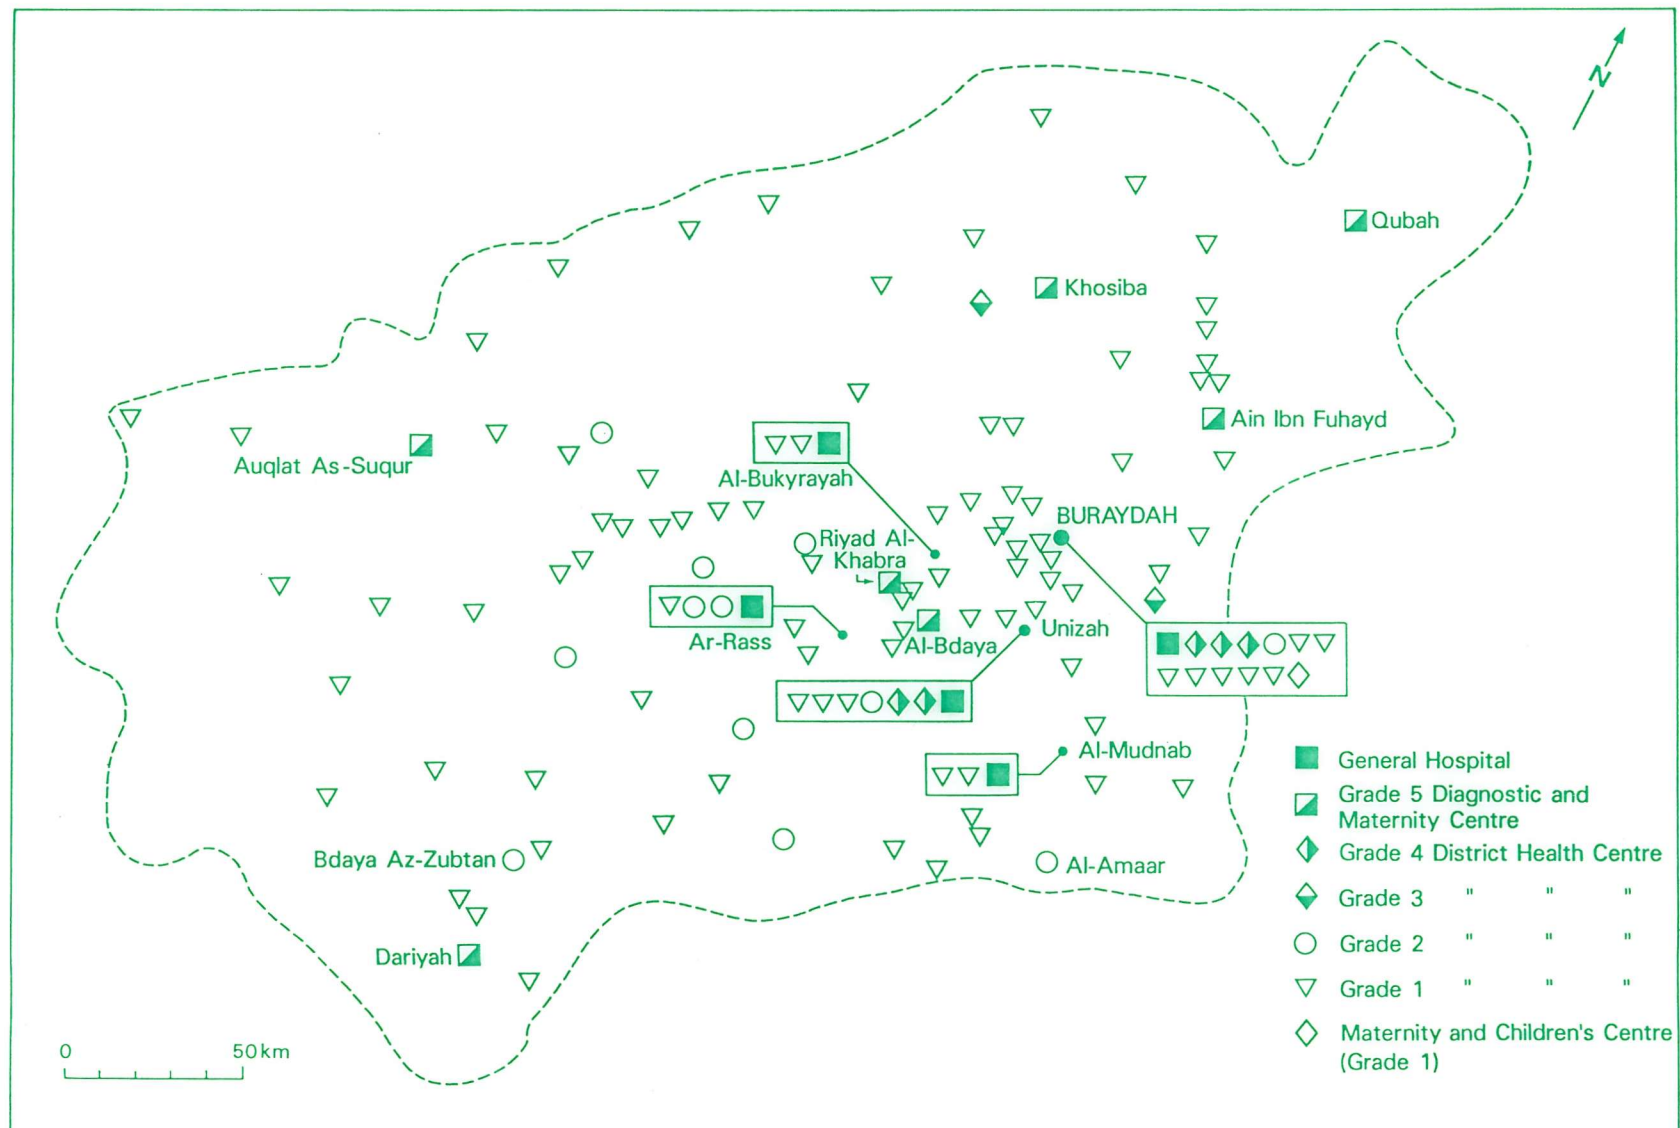 N
Qubah
Khosiba
Ain Ibn Fuhayd
Auqlat As-Suqur
Al-Bukyrayah
BURAYDAH
Riyad Al-
Khabra
Ar-Rass
Al-Bdaya
Unizah
Al-Mudnab
Bdaya Az-Zubtan
Al-Amaar
Dariyah
0 50km
General Hospital
Grade 5 Diagnostic and
Maternity Centre
Grade 4 District Health Centre
Grade 3 " " "
Grade 2 " " "
Grade 1 " " "
Maternity and Children's Centre
(Grade 1)